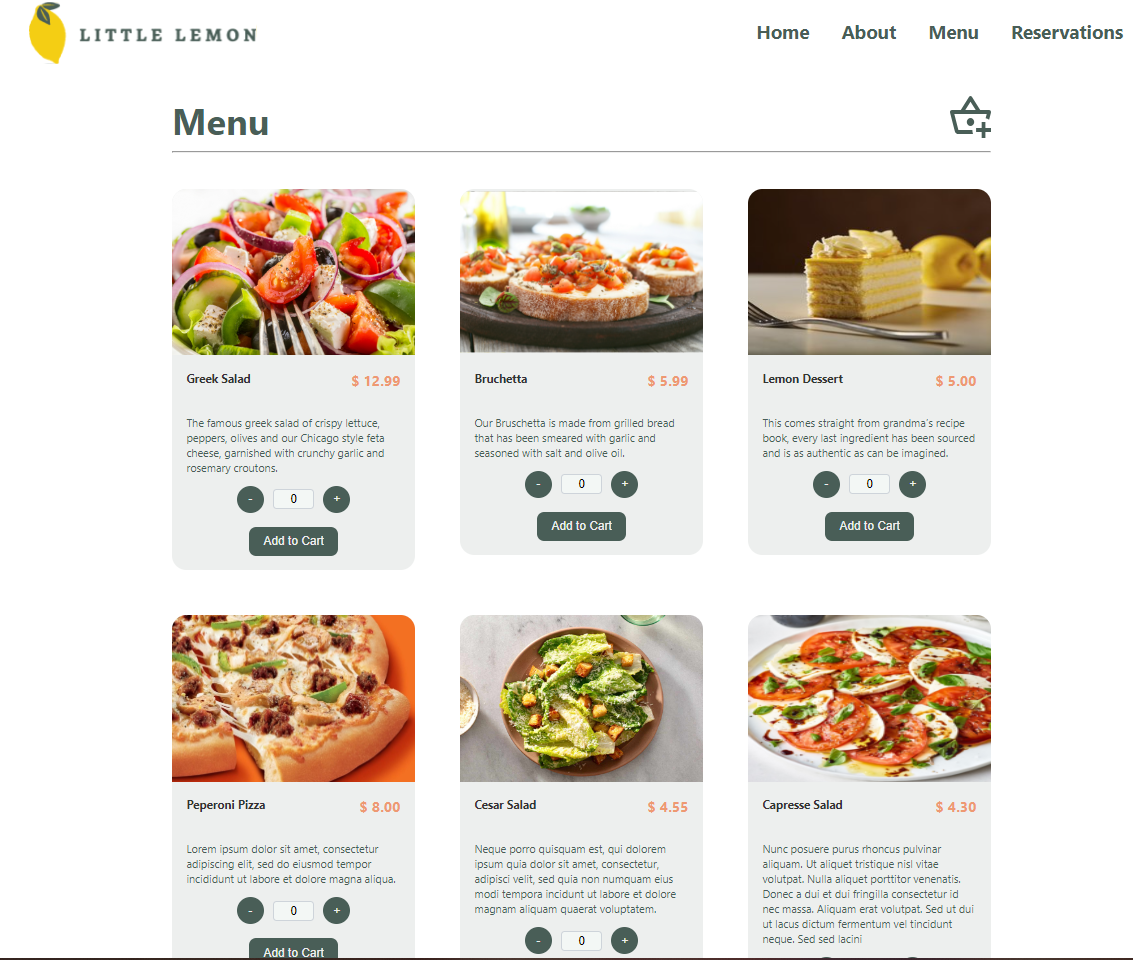 LITTLE LEMON
Home About Menu Reservations
Menu
Greek Salad $ 12.99
The famous greek salad of crispy lettuce,
peppers, olives and our Chicago style feta
cheese, garnished with crunchy garlic and
rosemary croutons.
- 0 +
Add to Cart
Bruchetta $ 5.99
Our Bruschetta is made from grilled bread
that has been smeared with garlic and
seasoned with salt and olive oil.
- 0 +
Add to Cart
Lemon Dessert $ 5.00
This comes straight from grandma's recipe
book, every last ingredient has been sourced
and is as authentic as can be imagined.
- 0 +
Add to Cart
Peperoni Pizza $ 8.00
Lorem ipsum dolor sit amet, consectetur
adipiscing elit, sed do eiusmod tempor
incididunt ut labore et dolore magna aliqua.
- 0 +
Add to Cart
Cesar Salad $ 4.55
Neque porro quisquam est, qui dolorem
ipsum quia dolor sit amet, consectetur,
adipisci velit, sed quia non numquam eius
modi tempora incidunt ut labore et dolore
magnam aliquam quaerat voluptatem.
- 0 +
Capresse Salad $ 4.30
Nunc posuere purus rhoncus pulvinar
aliquam. Ut aliquet tristique nisl vitae
volutpat. Nulla aliquet porttitor venenatis.
Donec a dui et dui fringilla consectetur id
nec massa. Aliquam erat volutpat. Sed ut dui
ut lacus dictum fermentum vel tincidunt
neque. Sed sed lacini